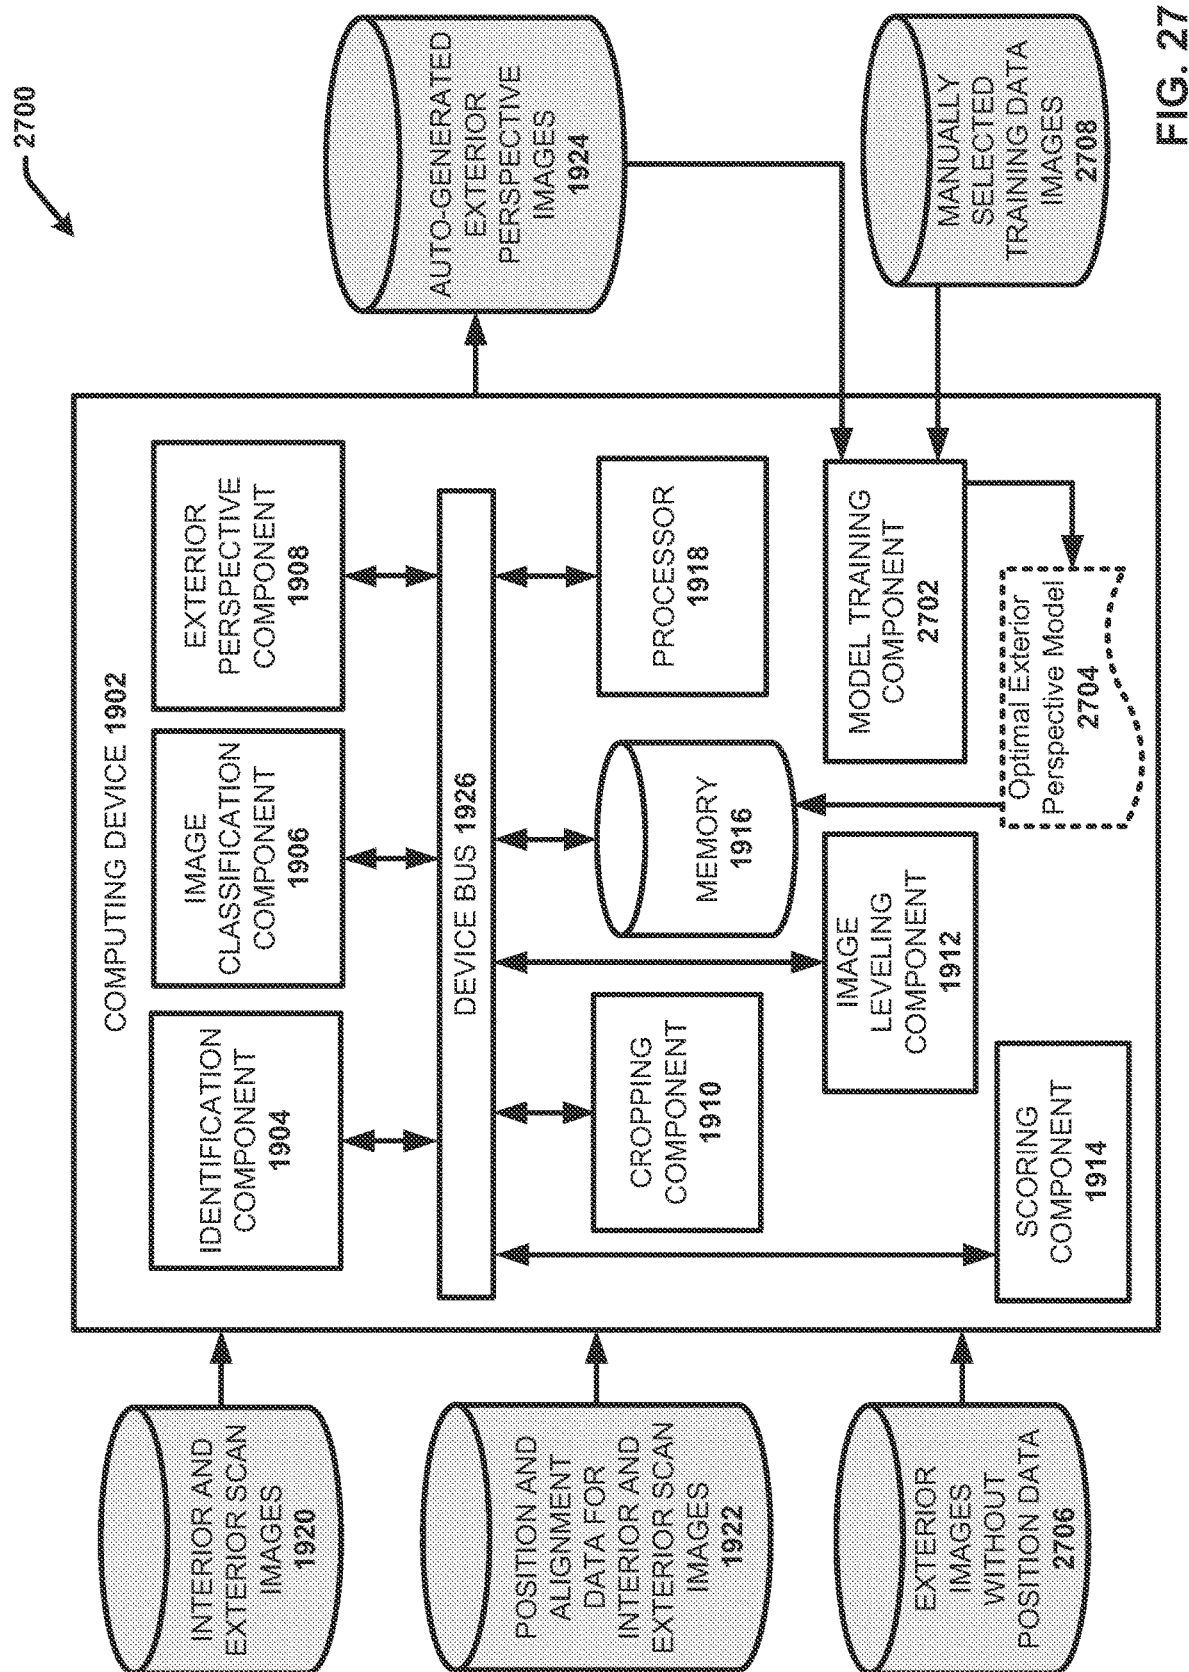 2700
COMPUTING DEVICE 1902
INTERIOR AND
EXTERIOR SCAN
IMAGES
1920
POSITION AND
ALIGNMENT
DATA FOR
INTERIOR AND
EXTERIOR SCAN
IMAGES
1922
EXTERIOR
IMAGES
WITHOUT
POSITION DATA
2706
IDENTIFICATION
COMPONENT
1904
IMAGE
CLASSIFICATION
COMPONENT
1906
EXTERIOR
PERSPECTIVE
COMPONENT
1908
DEVICE BUS 1926
CROPPING
COMPONENT
1910
MEMORY
1916
PROCESSOR
1918
SCORING
COMPONENT
1914
IMAGE
LEVELING
COMPONENT
1912
MODEL TRAINING
COMPONENT
2702
Optimal Exterior
Perspective Model
2704
AUTO-GENERATED
EXTERIOR
PERSPECTIVE
IMAGES
1924
MANUALLY
SELECTED
TRAINING DATA
IMAGES
2708
FIG. 27